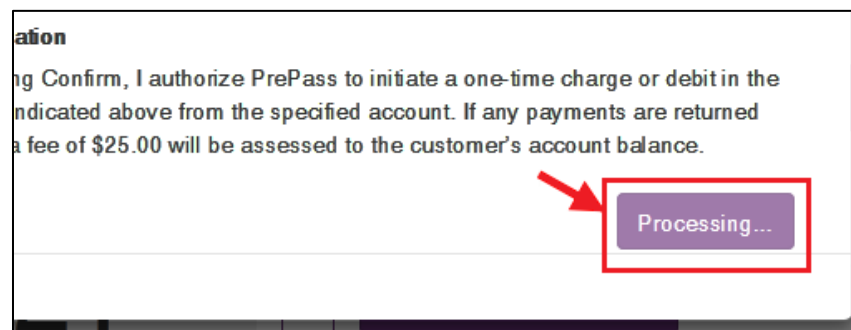 ation
ng Confirm, I authorize PrePass to initiate a one-time charge or debit in the
ndicated above from the specified account. If any payments are returned
a fee of $25.00 will be assessed to the customer's account balance.
Processing...